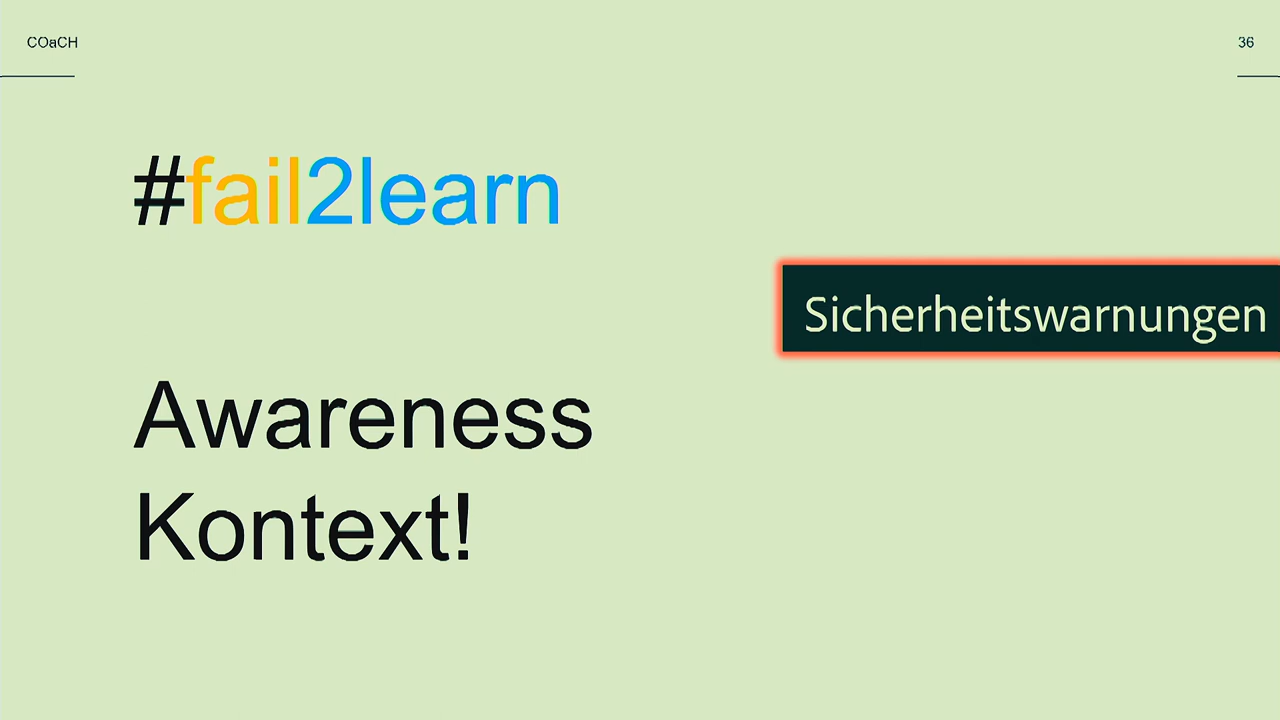 COaCH
36
#fail2learn
Sicherheitswarnungen
Awareness
Kontext!